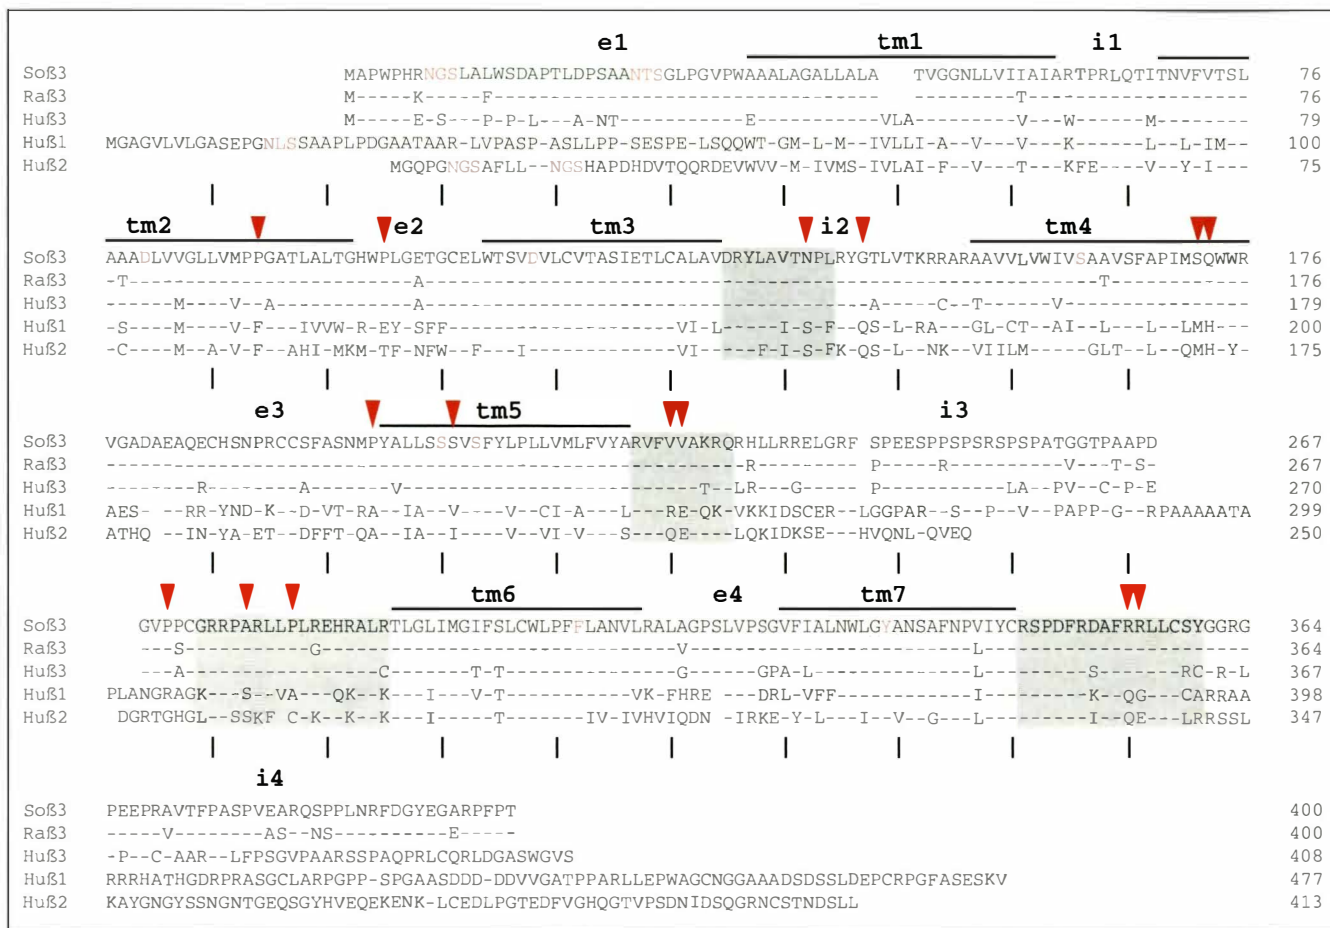 e1 tm1 i1
Soß3 MAPWPHRNGSLALWSDAPTLDPSAANTSGLPGVPWAAALAGALLALA TVGGNLLVIIAIARTPRLQTITNVFVTSL 76
Raß3 M-----K-----F---------------------------------- ---------T-------------------- 76
Huß3 M-----E-S---P-P-L---A-NT-----------E-----------VLA---------V---W------M-------- 79
Huß1 MGAGVLVLGASEPGNLSSAAPLPDGAATAAR-LVPASP-ASLLPP-SESPE-LSQQWT-GM-L-M--IVLLI-A--V---V----K------L--L-IM-- 100
Huß2 MGQPGNGSAFLL--NGSHAPDHDVTQQRDEVWVV-M-IVMS-IVLAI-F--V---T---KFE---V---Y-I--- 75
tm2 e2 tm3 i2 tm4
Soß3 AAADLVVGLLVMPPGATLALTGHWPLGETGCELWTSVDVLCVTASIETLCALAVDRYLAVTNPLRYGTLVTKRRARAAVVLVWIVSAAVSFAPIMSQWWR 176
Raß3 -T-------------------------A-----------------------------------------------------------T------------ 176
Huß3 ------M----V--A------------A---------------------------------------A-----C--T------V---------------- 179
Huß1 -S----M----V-F---IVVW-R-EY-SFF--------------------VI-L-----I-S-F--QS-L-RA---GL-CT--AI--L---L--LMH--- 200
Huß2 -C----M--A-V-F--AHI-MKM-TF-NFW--F---I-------------VI-----F-I-S-FK-QS-L--NK--VIILM----GLT--L--QMH-Y- 175
e3 tm5 i3
Soß3 VGADAEAQECHSNPRCCSFASNMPYALLSSSVSFYLPLLVMLFVYARVFVVAKRQRHLLRRELGRF SPEESPPSPSRSPSPATGGTPAAPD 267
Raß3 --------------------------------------------------------R--------- P-----R----------V---T-S- 267
Huß3 --------R--------A-------V--------------------------T--LR---G----- P-----------LA--PV--C-P-E 270
Huß1 AES---RR-YND-K--D-VT-RA--IA--V----V--CI-A---L---RE--QK-VKKIDSCER--LGGPAR--S--P--V--PAPP-G--RPAAAAATA 299
Huß2 ATHQ---IN-YA-ET--DFFT-QA--IA--I----V--VI-V---S---QE----LQKIDKSE--HVQNL-QVEQ 250
tm6 e4 tm7
Soß3 GVPPCGRRPARLLPLREHRALRTLGLIMGIFSLCWLPFFLANVLRALAGPSLVPSGVFIALNWLGYANSAFNPVIYCRSPDFRDAFRRLLCSYGGRG 364
Raß3 ---S-----------G-------------------------------V-------------------------L----------------------- 364
Huß3 ---A-----------------C-------T-T---------------G------GPA-L--------------L---------S-------RC-R-L 367
Huß1 PLANGRAGK---S--VA---QK--K---I---V--T-----------VK-FHRE----DRL-VFF------------I-------K--QG---CARRAA 398
Huß2 DGRTGHGL--SSKFC-K--K--K---I-----T-------IV-IVHVIQDN--IRKE-Y-L---I--V--G---L---------I--QE---LRRSSL 347
i4
Soß3 PEEPRAVTFPASPVEARQSPPLNRFDGYEGARPFPT 400
Raß3 -----V--------AS--NS----------E----- 400
Huß3 -P--C-AAR--LFPSGVPAARSSPAQPRLCQRLDGASWGVS 408
Huß1 RRRHATHGDRPRASGCLARPGPP-SPGAASDDD-DDVVGATPPARLLEPWAGCNGGAAADSDSSLDEPCRPGFASESKV 477
Huß2 KAYGNGYSSNGNTGEQSGYHVEQEKENK-LCEDLPGTEDFVGHQGTVPSDNIDSQGRNCSTNDSLL 413